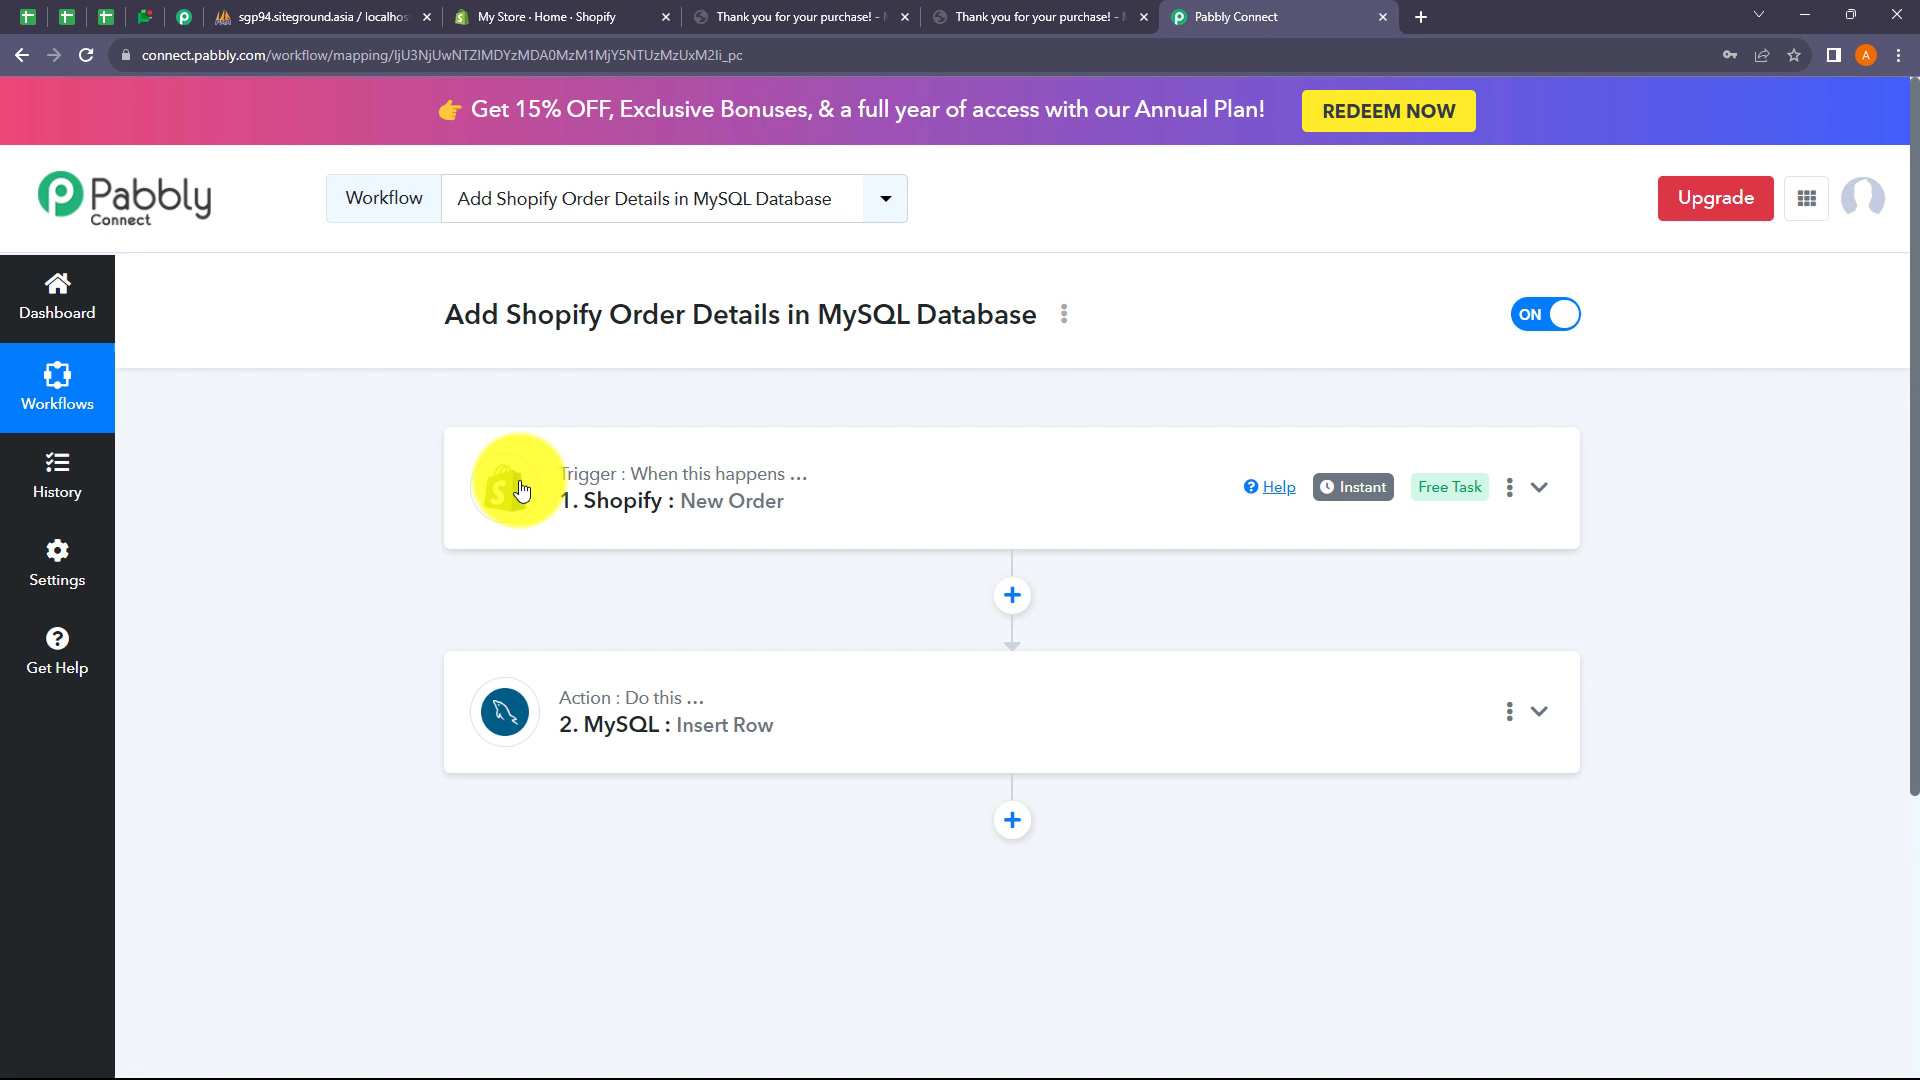 sgp94.siteground.asia / localhos
My Store · Home · Shopify
Thank you for your purchase! -
Thank you for your purchase! -
Pabbly Connect
connect.pabbly.com/workflow/mapping/IjU3NjUwNTZlMDYzMDA0MzM1MjY5NTUzMzUxM2Ii_pc
A
👉 Get 15% OFF, Exclusive Bonuses, & a full year of access with our Annual Plan!
REDEEM NOW
Pabbly
Connect
Workflow
Add Shopify Order Details in MySQL Database
Upgrade
Dashboard
Workflows
History
Settings
Get Help
Add Shopify Order Details in MySQL Database
ON
Trigger : When this happens ...
1. Shopify : New Order
Help
Instant
Free Task
Action : Do this ...
2. MySQL : Insert Row